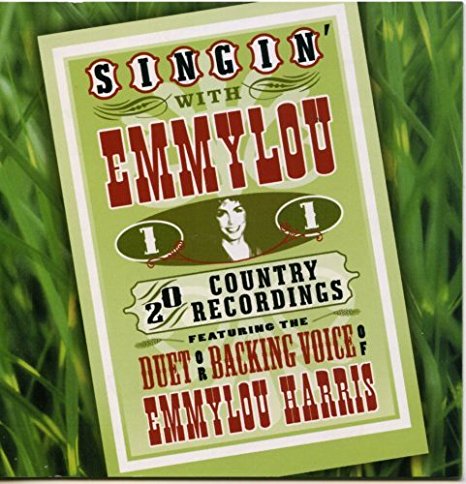 SINGIN'
WITH
EMMYLOU
1 1
20 COUNTRY RECORDINGS
FEATURING THE
DUET OR BACKING VOICE OF
EMMYLOU HARRIS